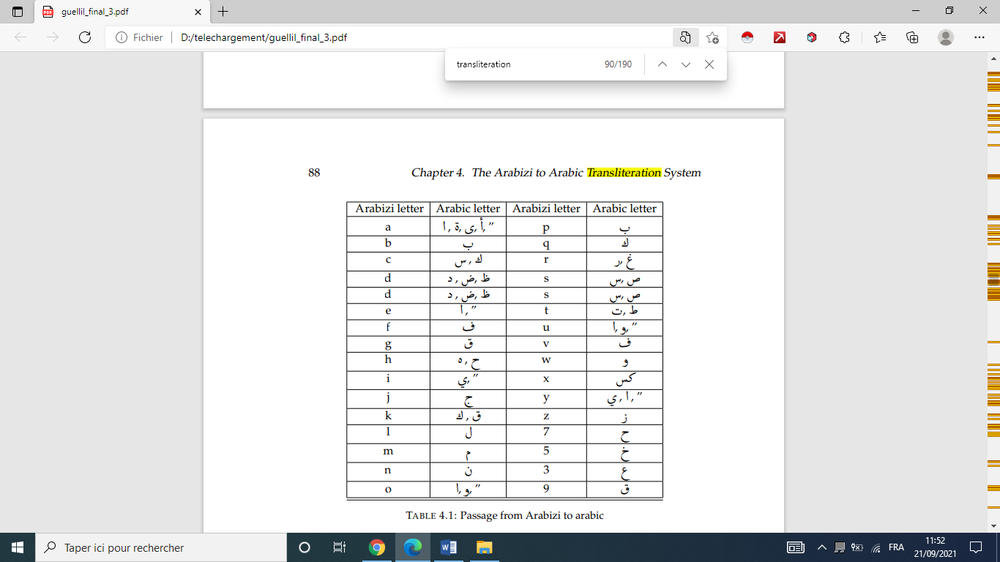 guellil_final_3.pdf
Fichier D:/telechargement/guellil_final_3.pdf
transliteration 90/190
88 Chapter 4. The Arabizi to Arabic Transliteration System
Arabizi letter Arabic letter Arabizi letter Arabic letter
a ا , ة, ى, أ, ” p ب
b ب q ك
c س , ك r ر, غ
d د , ض, ظ s س, ص
d د , ض, ظ s س, ص
e ا, ” t ت, ط
f ف u ا, و, ”
g ق v ف
h ه , ح w و
i ي, ” x كس
j ج y ي , ا , ”
k ك , ق z ز
l ل 7 ح
m م 5 خ
n ن 3 ع
o ا, و, ” 9 ق
TABLE 4.1: Passage from Arabizi to arabic
Taper ici pour rechercher
FRA
11:52
21/09/2021